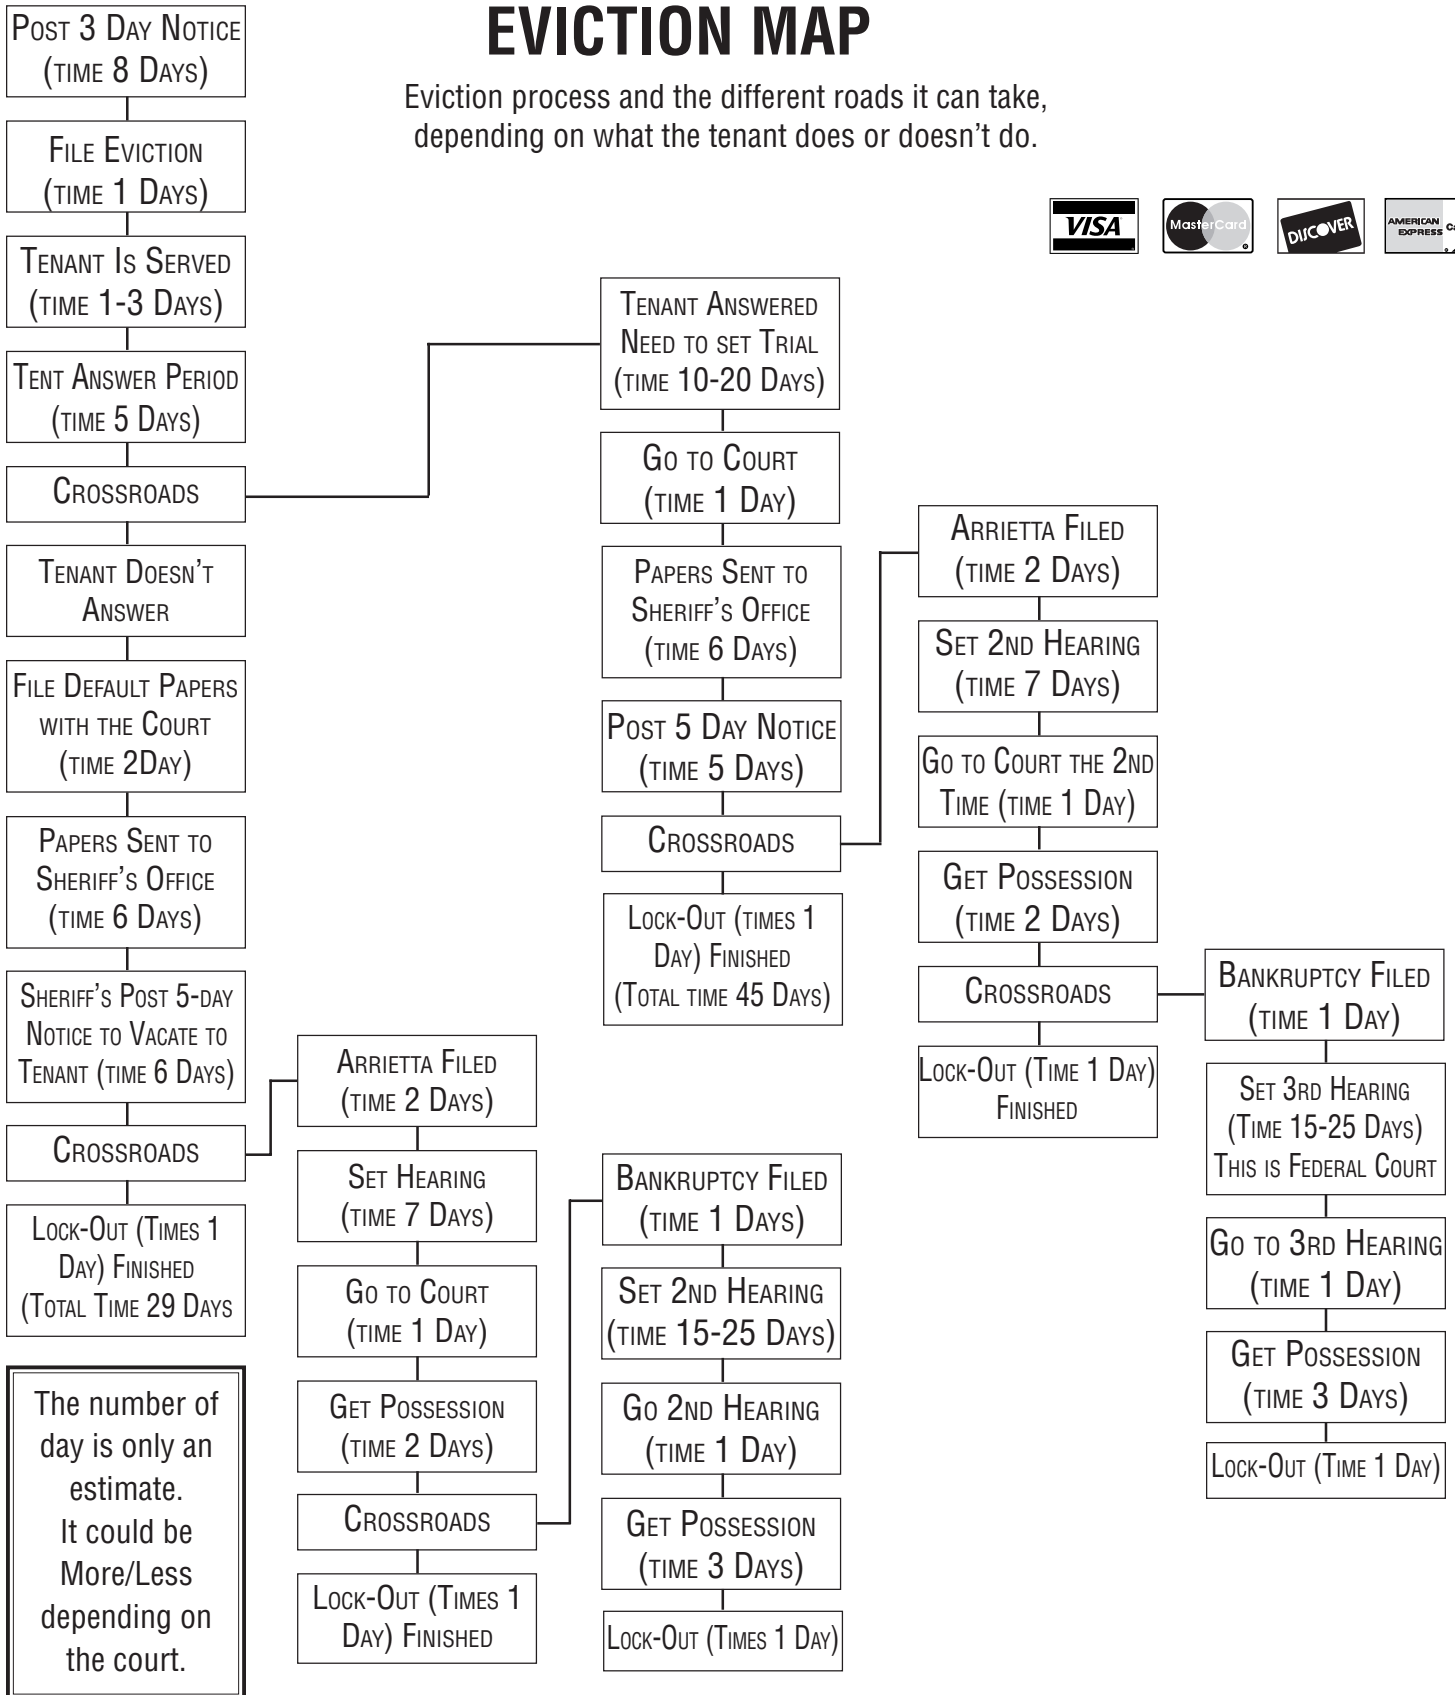 EVICTION MAP
Eviction process and the different roads it can take,
depending on what the tenant does or doesn't do.
VISA
MasterCard
DISCOVER
AMERICAN
EXPRESS
POST 3 DAY NOTICE
(TIME 8 DAYS)
FILE EVICTION
(TIME 1 DAYS)
TENANT IS SERVED
(TIME 1-3 DAYS)
TENT ANSWER PERIOD
(TIME 5 DAYS)
CROSSROADS
TENANT DOESN'T
ANSWER
FILE DEFAULT PAPERS
WITH THE COURT
(TIME 2DAY)
PAPERS SENT TO
SHERIFF'S OFFICE
(TIME 6 DAYS)
SHERIFF'S POST 5-DAY
NOTICE TO VACATE TO
TENANT (TIME 6 DAYS)
CROSSROADS
LOCK-OUT (TIMES 1
DAY) FINISHED
(TOTAL TIME 29 DAYS
The number of
day is only an
estimate.
It could be
More/Less
depending on
the court.
ARRIETTA FILED
(TIME 2 DAYS)
SET HEARING
(TIME 7 DAYS)
GO TO COURT
(TIME 1 DAY)
GET POSSESSION
(TIME 2 DAYS)
CROSSROADS
LOCK-OUT (TIMES 1
DAY) FINISHED
TENANT ANSWERED
NEED TO SET TRIAL
(TIME 10-20 DAYS)
GO TO COURT
(TIME 1 DAY)
PAPERS SENT TO
SHERIFF'S OFFICE
(TIME 6 DAYS)
POST 5 DAY NOTICE
(TIME 5 DAYS)
CROSSROADS
LOCK-OUT (TIMES 1
DAY) FINISHED
(TOTAL TIME 45 DAYS)
BANKRUPTCY FILED
(TIME 1 DAYS)
SET 2ND HEARING
(TIME 15-25 DAYS)
GO 2ND HEARING
(TIME 1 DAY)
GET POSSESSION
(TIME 3 DAYS)
LOCK-OUT (TIMES 1 DAY)
ARRIETTA FILED
(TIME 2 DAYS)
SET 2ND HEARING
(TIME 7 DAYS)
GO TO COURT THE 2ND
TIME (TIME 1 DAY)
GET POSSESSION
(TIME 2 DAYS)
CROSSROADS
LOCK-OUT (TIME 1 DAY)
FINISHED
BANKRUPTCY FILED
(TIME 1 DAY)
SET 3RD HEARING
(TIME 15-25 DAYS)
THIS IS FEDERAL COURT
GO TO 3RD HEARING
(TIME 1 DAY)
GET POSSESSION
(TIME 3 DAYS)
LOCK-OUT (TIME 1 DAY)